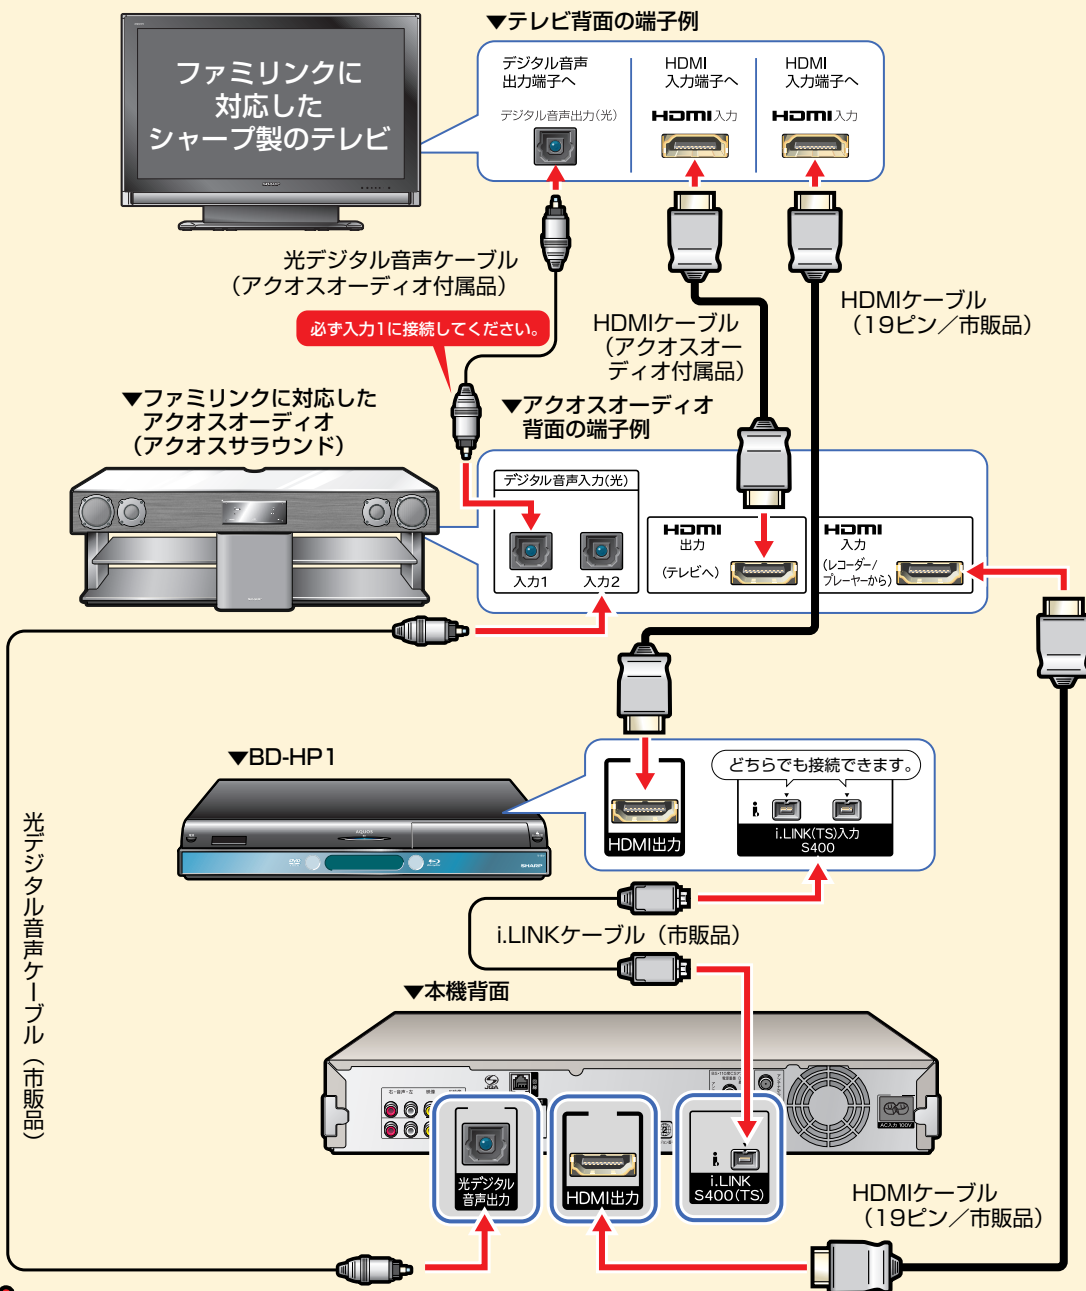 ▼テレビ背面の端子例
ファミリンクに
対応した
シャープ製のテレビ
SHARP
デジタル音声
出力端子へ
デジタル音声出力(光)
HDMI
入力端子へ
HDMI入力
HDMI
入力端子へ
HDMI入力
光デジタル音声ケーブル
(アクオスオーディオ付属品)
必ず入力1に接続してください。
HDMIケーブル
(アクオスオー
ディオ付属品)
HDMIケーブル
(19ピン/市販品)
▼ファミリンクに対応した
アクオスオーディオ
(アクオスサラウンド)
▼アクオスオーディオ
背面の端子例
デジタル音声入力(光)
入力1
入力2
HDMI
出力
(テレビへ)
HDMI
入力
(レコーダー/
プレーヤーから)
▼BD-HP1
AQUOS
DVD
SHARP
HDMI出力
どちらでも接続できます。
i.LINK(TS)入力
S400
光デジタル音声ケーブル(市販品)
i.LINKケーブル(市販品)
▼本機背面
右-音声-左
映像
JQA
AC入力 100V
光デジタル
音声出力
HDMI出力
i.LINK
S400(TS)
HDMIケーブル
(19ピン/市販品)